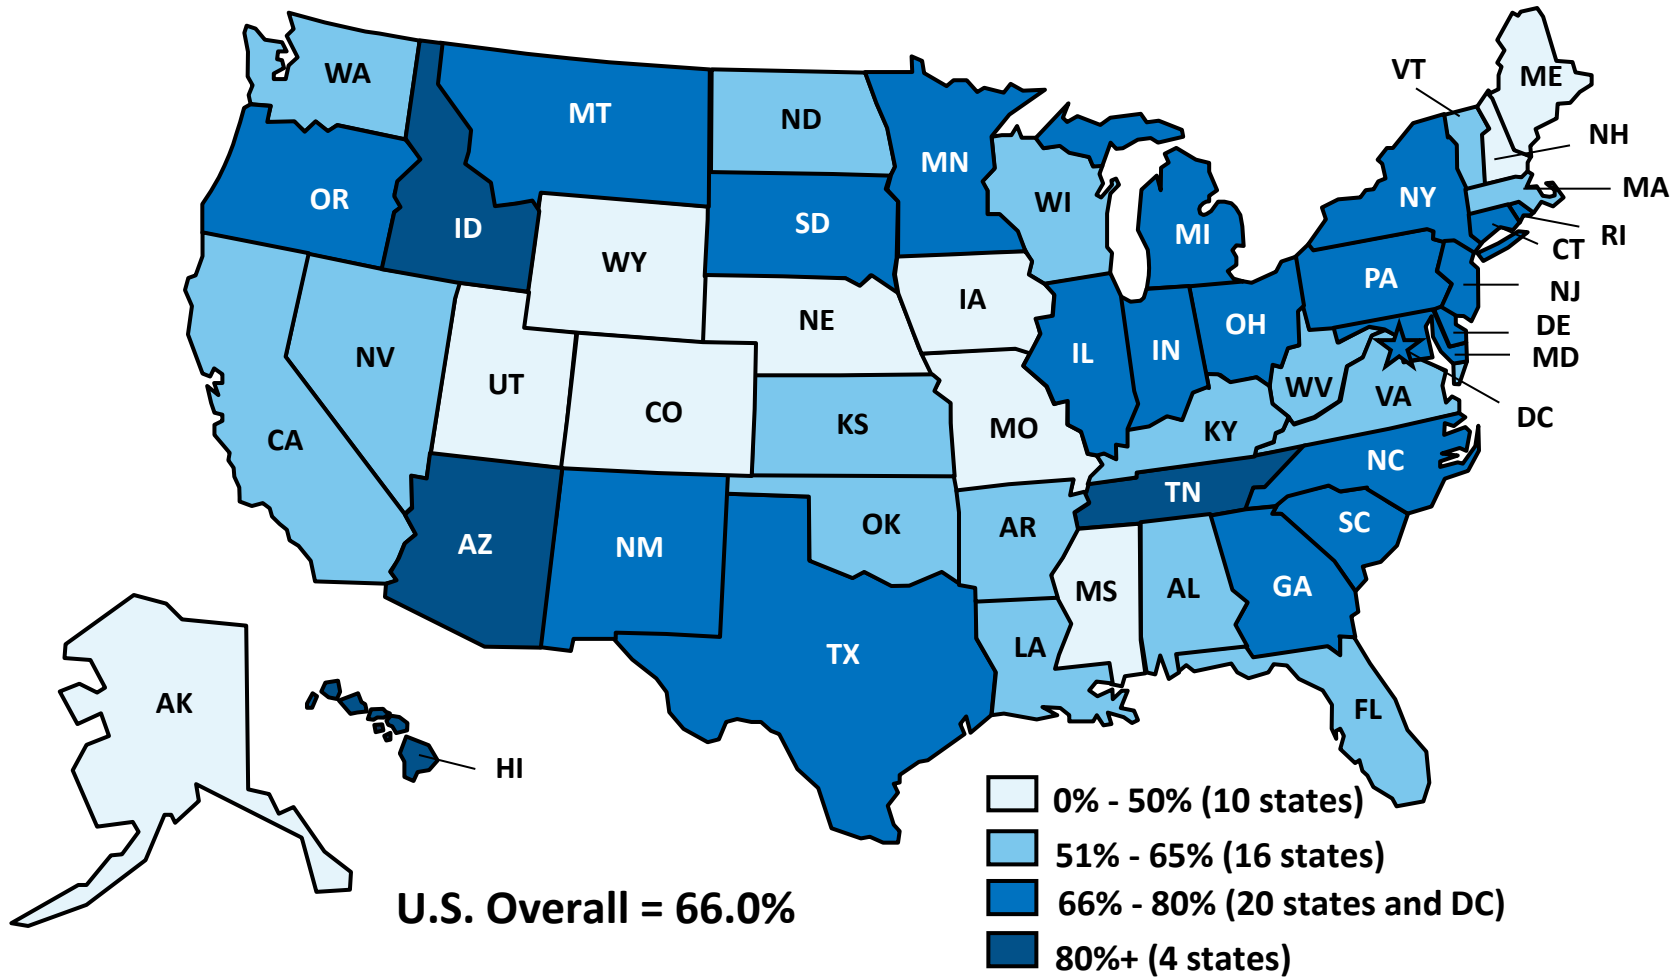 VT
ME
WA
MT
ND
NH
MN
MA
OR
WI
NY
ID
SD
MI
RI
CT
WY
PA
IA
NJ
NE
OH
DE
NV
IL
IN
MD
UT
WV
VA
CO
DC
KS
MO
KY
CA
NC
TN
SC
OK
AR
AZ
NM
MS
AL
GA
LA
TX
AK
FL
HI
0% - 50% (10 states)
51% - 65% (16 states)
66% - 80% (20 states and DC)
U.S. Overall = 66.0%
80%+ (4 states)